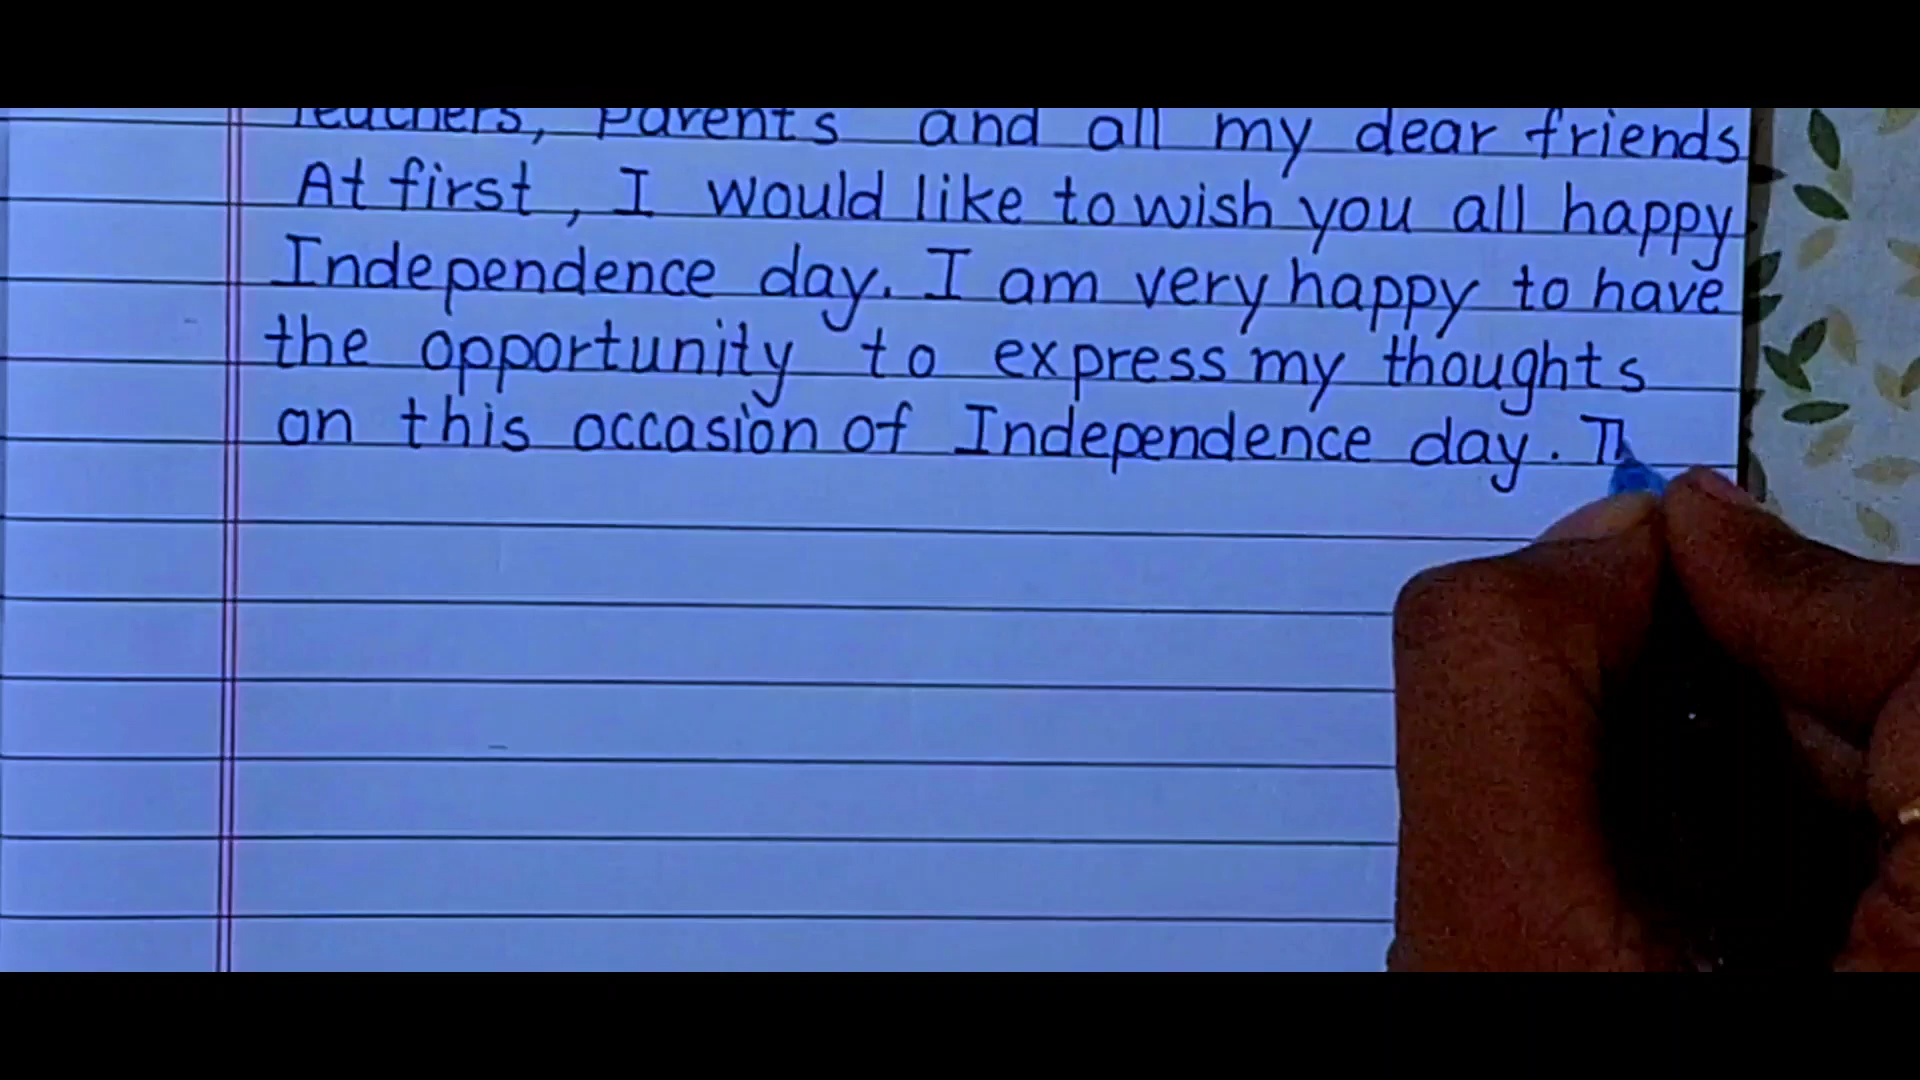 Teachers, Parents and all my dear friends
At first, I would like to wish you all happy
Independence day. I am very happy to have
the opportunity to express my thoughts
on this occasion of Independence day. Th